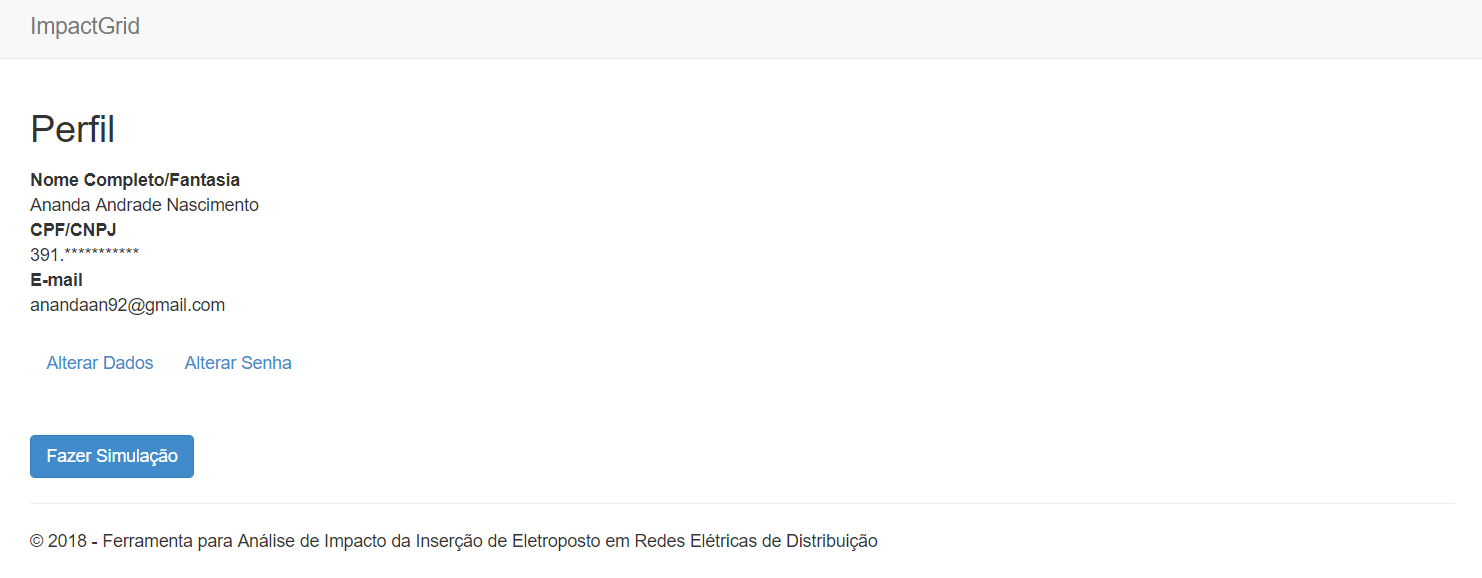 ImpactGrid
Perfil
Nome Completo/Fantasia
Ananda Andrade Nascimento
CPF/CNPJ
391.***********
E-mail
anandaan92@gmail.com
Alterar Dados Alterar Senha
Fazer Simulação
© 2018 - Ferramenta para Análise de Impacto da Inserção de Eletroposto em Redes Elétricas de Distribuição